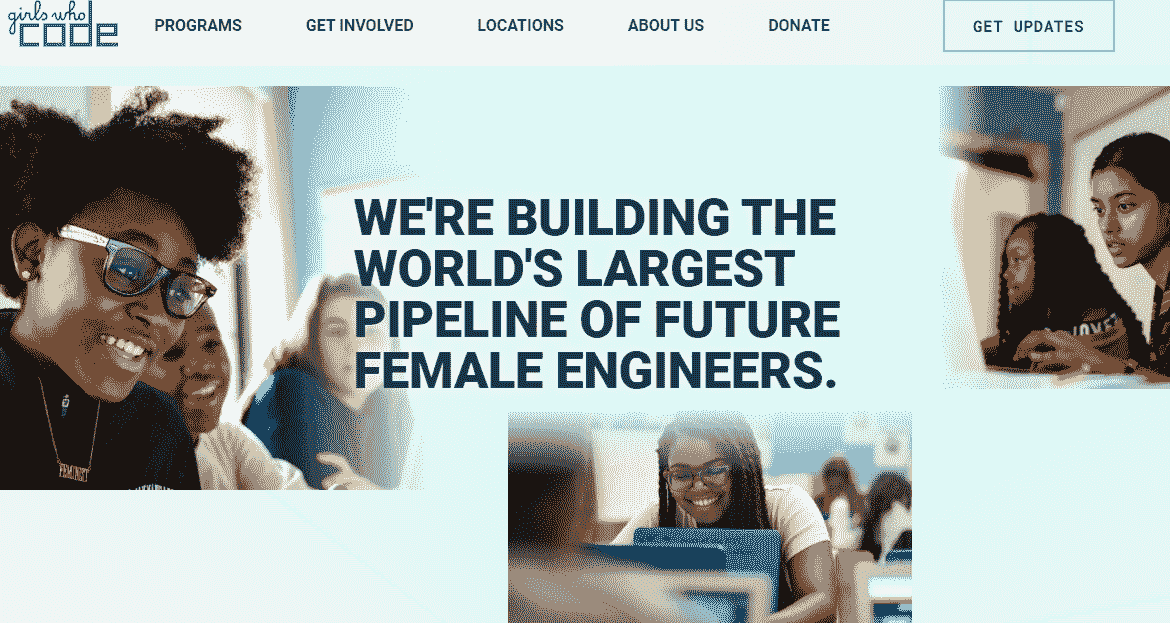 girls who
code
PROGRAMS
GET INVOLVED
LOCATIONS
ABOUT US
DONATE
GET UPDATES
WE'RE BUILDING THE
WORLD'S LARGEST
PIPELINE OF FUTURE
FEMALE ENGINEERS.
FEMINIST